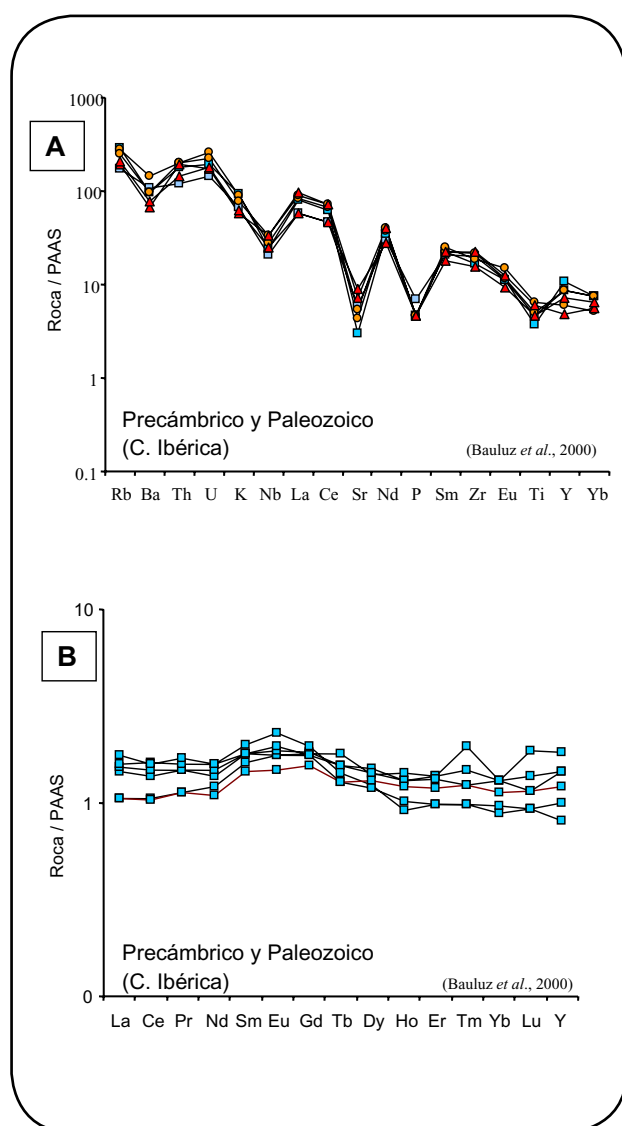 A
1000
100
10
1
0.1
Roca / PAAS
Precámbrico y Paleozoico
(C. Ibérica)
(Bauluz et al., 2000)
Rb Ba Th U K Nb La Ce Sr Nd P Sm Zr Eu Ti Y Yb
B
10
1
0
Roca / PAAS
Precámbrico y Paleozoico
(C. Ibérica)
(Bauluz et al., 2000)
La Ce Pr Nd Sm Eu Gd Tb Dy Ho Er Tm Yb Lu Y